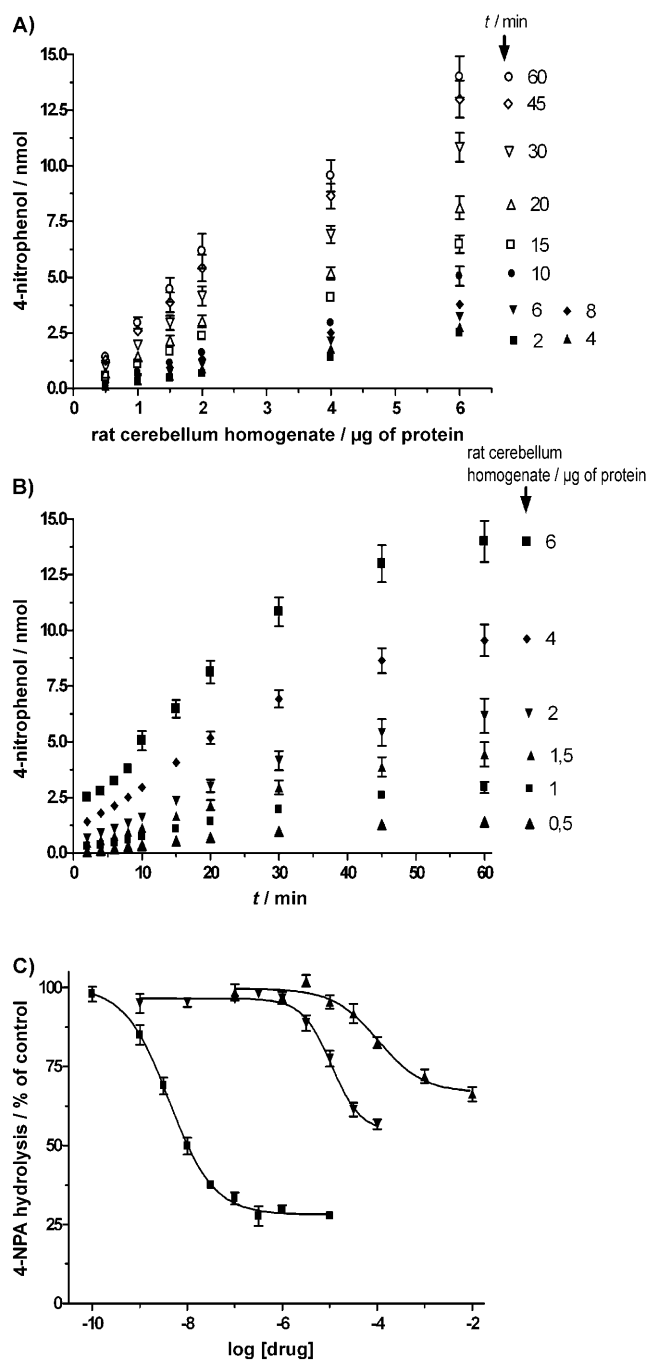 A)
t / min
15.0
12.5
10.0
7.5
5.0
2.5
0.0
4-nitrophenol / nmol
60
45
30
20
15
10
6 8
2 4
0 1 2 3 4 5 6
rat cerebellum homogenate / µg of protein
B)
rat cerebellum
homogenate / µg of protein
15.0
12.5
10.0
7.5
5.0
2.5
0.0
4-nitrophenol / nmol
6
4
2
1,5
1
0,5
0 10 20 30 40 50 60
t / min
C)
100
75
50
25
0
4-NPA hydrolysis / % of control
-10 -8 -6 -4 -2
log [drug]